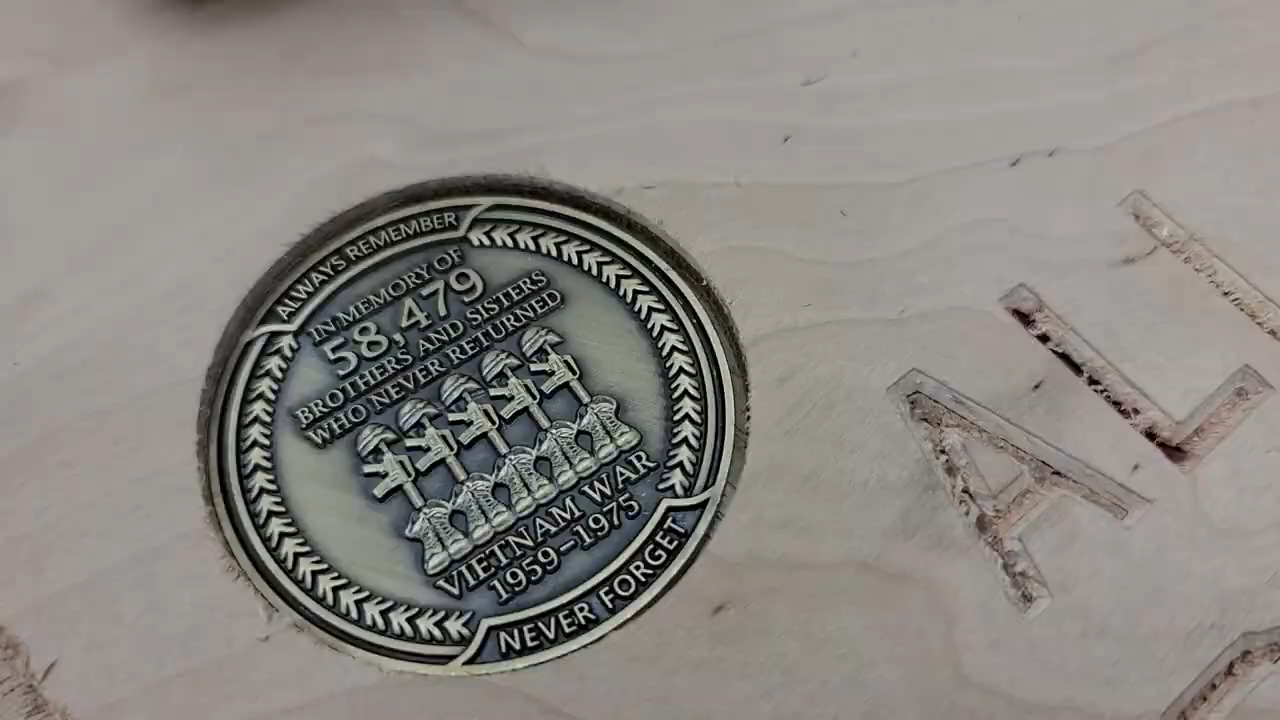 ALWAYS REMEMBER
IN MEMORY OF
58,479
BROTHERS AND SISTERS
WHO NEVER RETURNED
VIETNAM WAR
1959-1975
NEVER FORGET
ALL